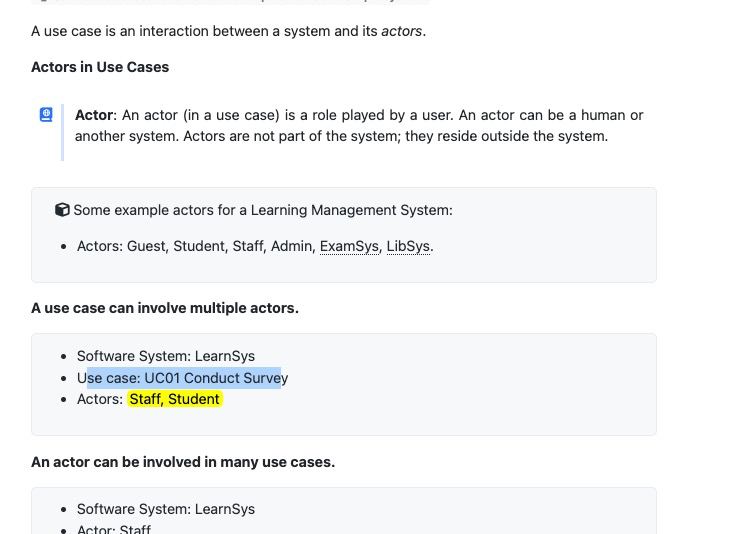 A use case is an interaction between a system and its actors.
Actors in Use Cases
Actor: An actor (in a use case) is a role played by a user. An actor can be a human or
another system. Actors are not part of the system; they reside outside the system.
Some example actors for a Learning Management System:
• Actors: Guest, Student, Staff, Admin, ExamSys, LibSys.
A use case can involve multiple actors.
• Software System: LearnSys
• Use case: UC01 Conduct Survey
• Actors: Staff, Student
An actor can be involved in many use cases.
• Software System: LearnSys
• Actor: Staff